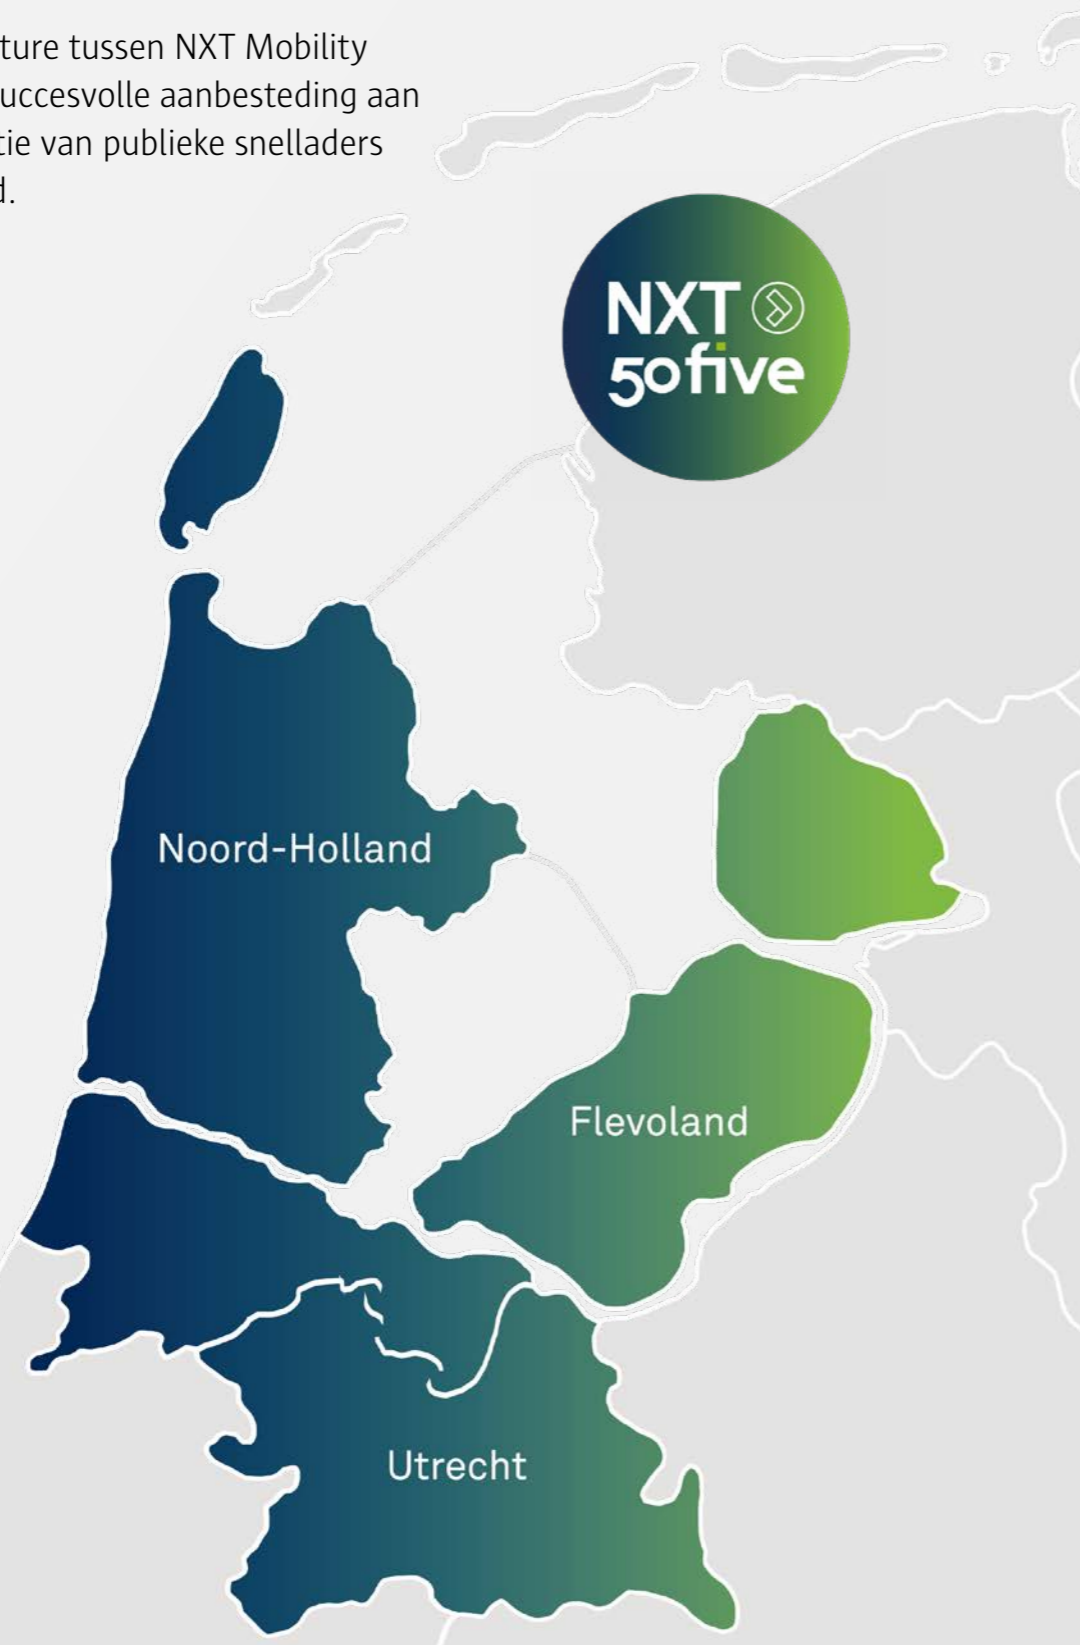 ture tussen NXT Mobility
uccesvolle aanbesteding aan
tie van publieke snelladers
d.
NXT
50five
Noord-Holland
Flevoland
Utrecht